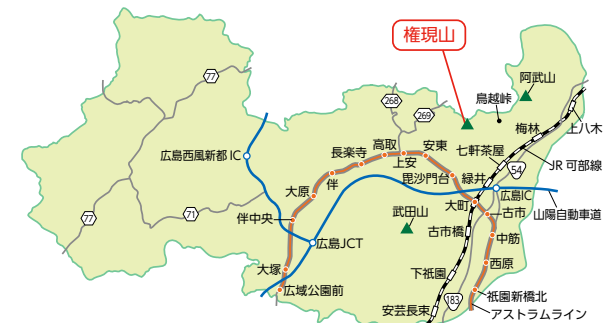 権現山
阿武山
鳥越峠
77
268
269
梅林
上八木
広島西風新都IC
長楽寺
高取
上安
安東
七軒茶屋
JR可部線
伴
毘沙門台
緑井
54
大原
広島IC
77
71
伴中央
武田山
大町
古市
山陽自動車道
広島JCT
古市橋
中筋
大塚
下祇園
西原
広域公園前
183
祇園新橋北
安芸長束
アストラムライン